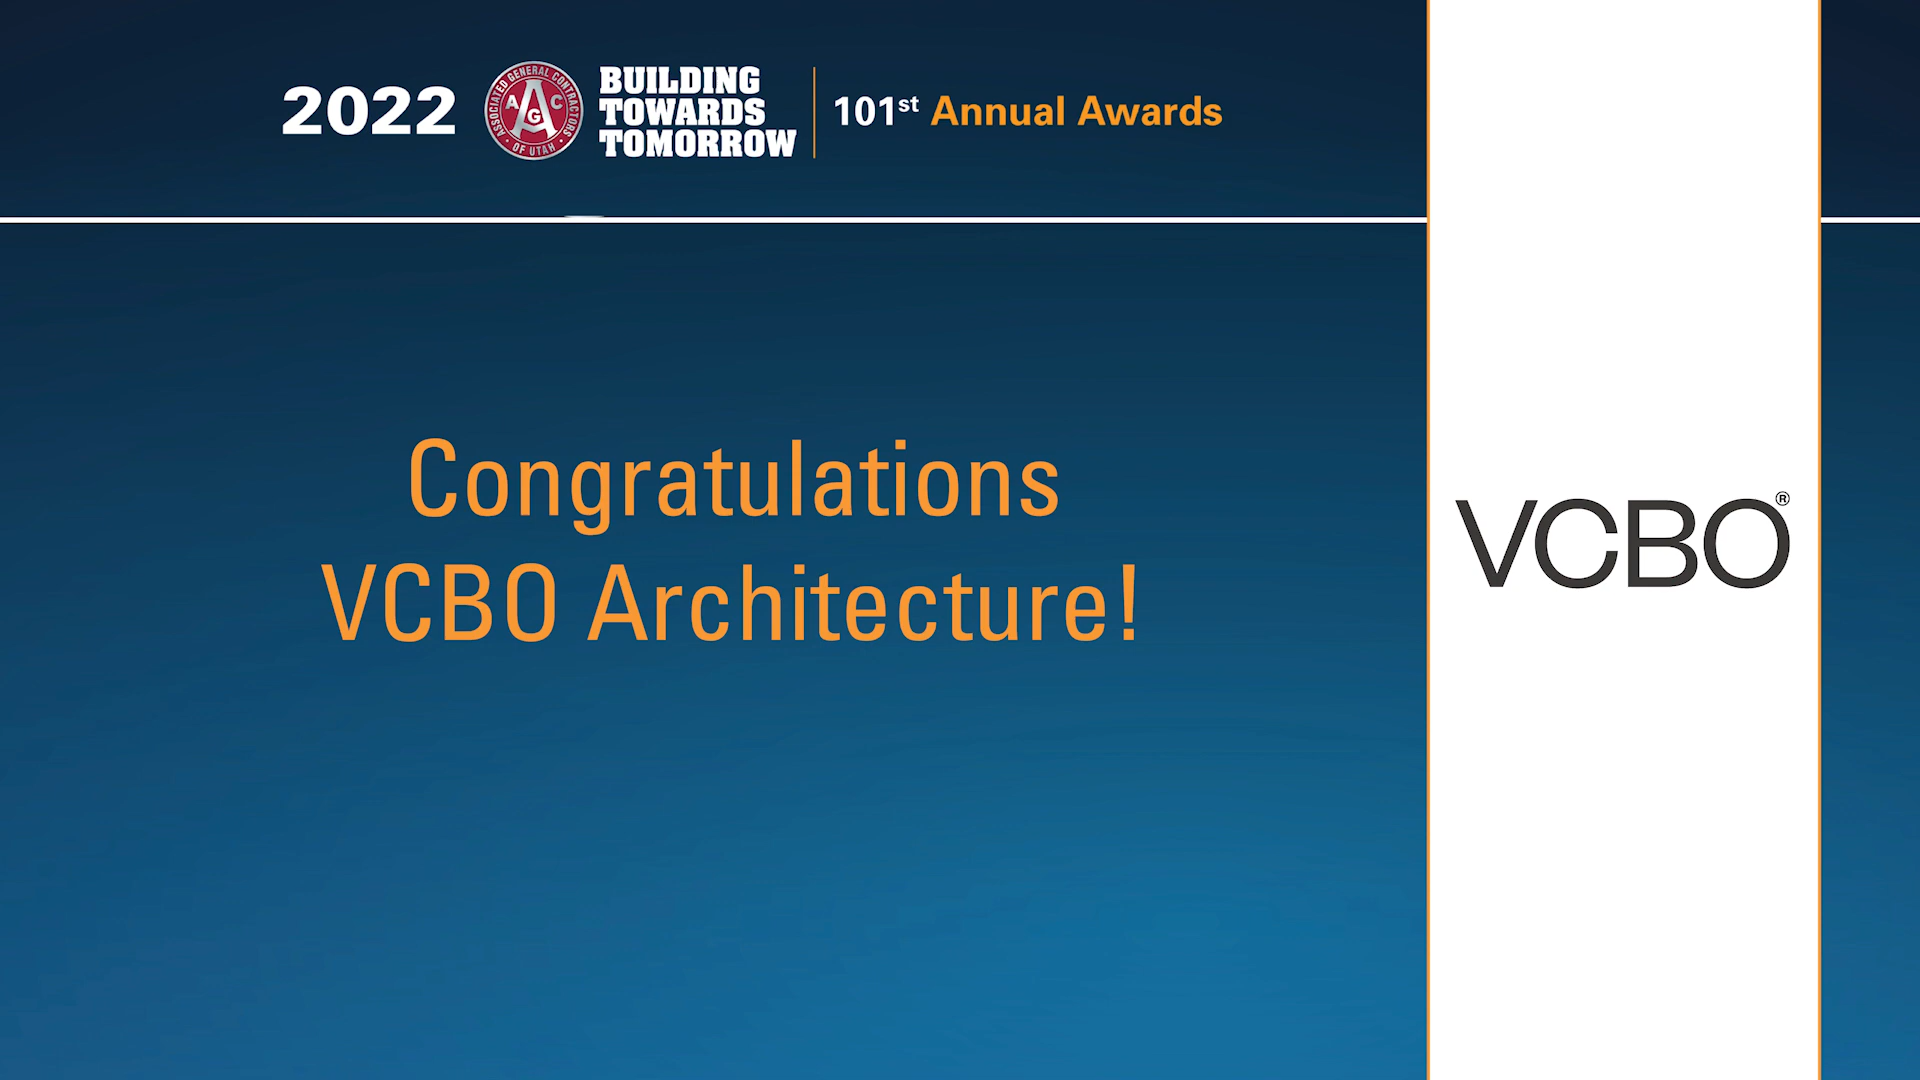 2022
ASSOCIATED GENERAL CONTRACTORS
OF UTAH
A G C
BUILDING
TOWARDS
TOMORROW
101st Annual Awards
Congratulations
VCBO Architecture!
VCBO®